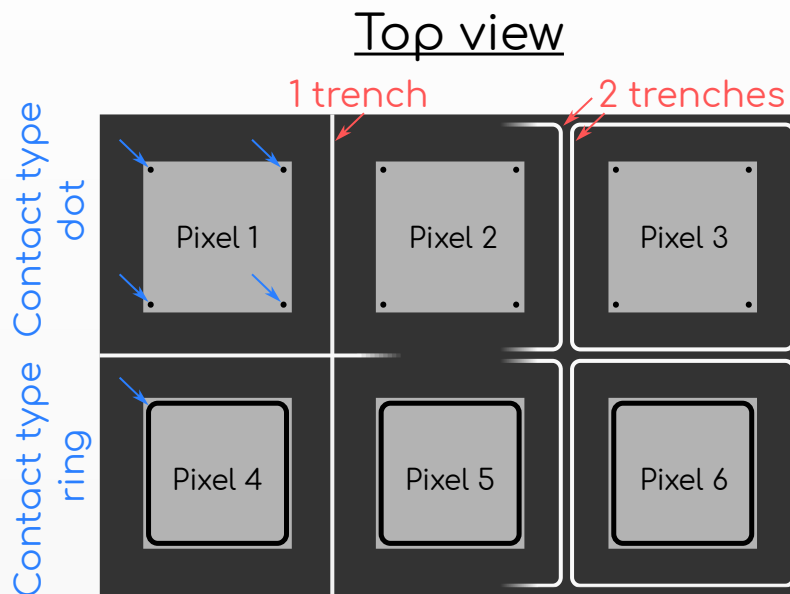 Top view
1 trench
2 trenches
Contact type
dot
Pixel 1
Pixel 2
Pixel 3
Contact type
ring
Pixel 4
Pixel 5
Pixel 6